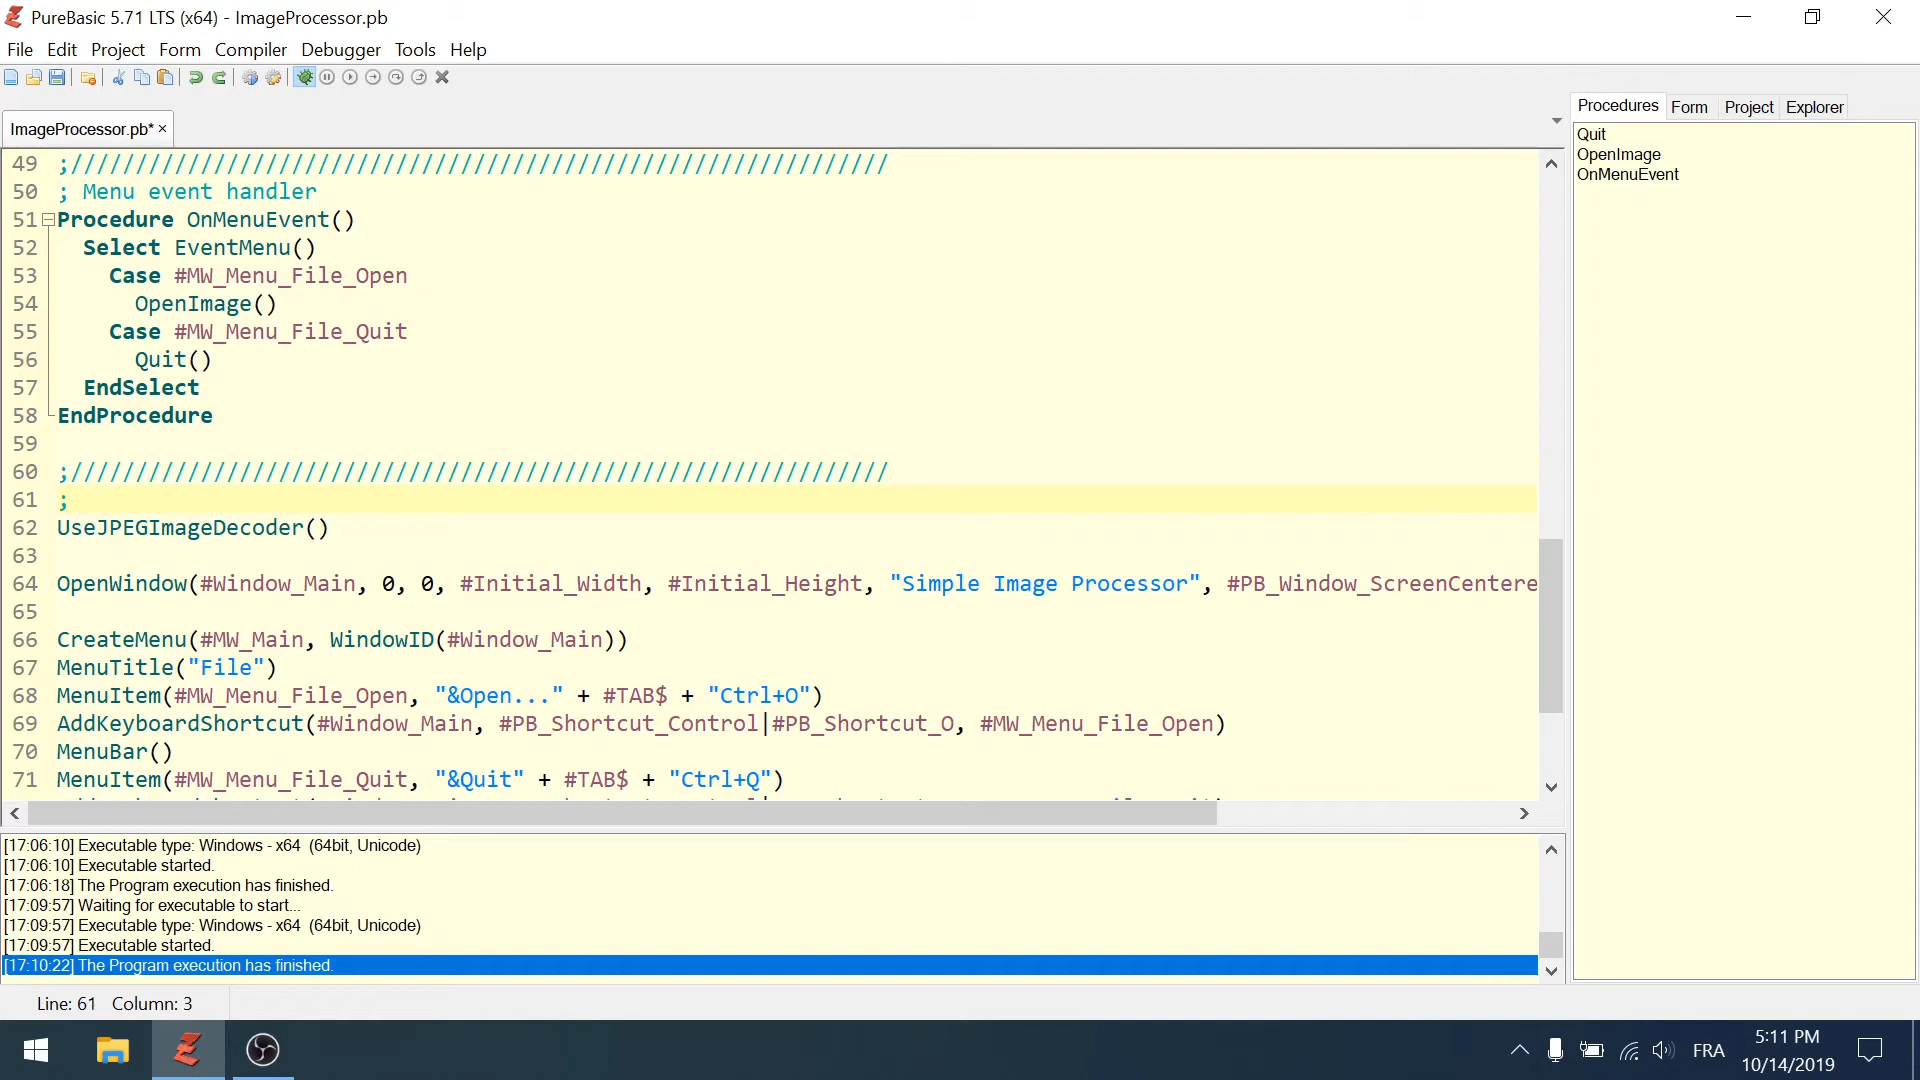 PureBasic 5.71 LTS (x64) - ImageProcessor.pb
File Edit Project Form Compiler Debugger Tools Help
ImageProcessor.pb*
Procedures Form Project Explorer
Quit
OpenImage
OnMenuEvent
49 ;///////////////////////////////////////////////////////////////
50 ; Menu event handler
51 Procedure OnMenuEvent()
52 Select EventMenu()
53 Case #MW_Menu_File_Open
54 OpenImage()
55 Case #MW_Menu_File_Quit
56 Quit()
57 EndSelect
58 EndProcedure
59
60 ;///////////////////////////////////////////////////////////////
61 ;
62 UseJPEGImageDecoder()
63
64 OpenWindow(#Window_Main, 0, 0, #Initial_Width, #Initial_Height, "Simple Image Processor", #PB_Window_ScreenCentere
65
66 CreateMenu(#MW_Main, WindowID(#Window_Main))
67 MenuTitle("File")
68 MenuItem(#MW_Menu_File_Open, "&Open..." + #TAB$ + "Ctrl+O")
69 AddKeyboardShortcut(#Window_Main, #PB_Shortcut_Control|#PB_Shortcut_O, #MW_Menu_File_Open)
70 MenuBar()
71 MenuItem(#MW_Menu_File_Quit, "&Quit" + #TAB$ + "Ctrl+Q")
[17:06:10] Executable type: Windows - x64 (64bit, Unicode)
[17:06:10] Executable started.
[17:06:18] The Program execution has finished.
[17:09:57] Waiting for executable to start...
[17:09:57] Executable type: Windows - x64 (64bit, Unicode)
[17:09:57] Executable started.
[17:10:22] The Program execution has finished.
Line: 61 Column: 3
FRA
5:11 PM
10/14/2019